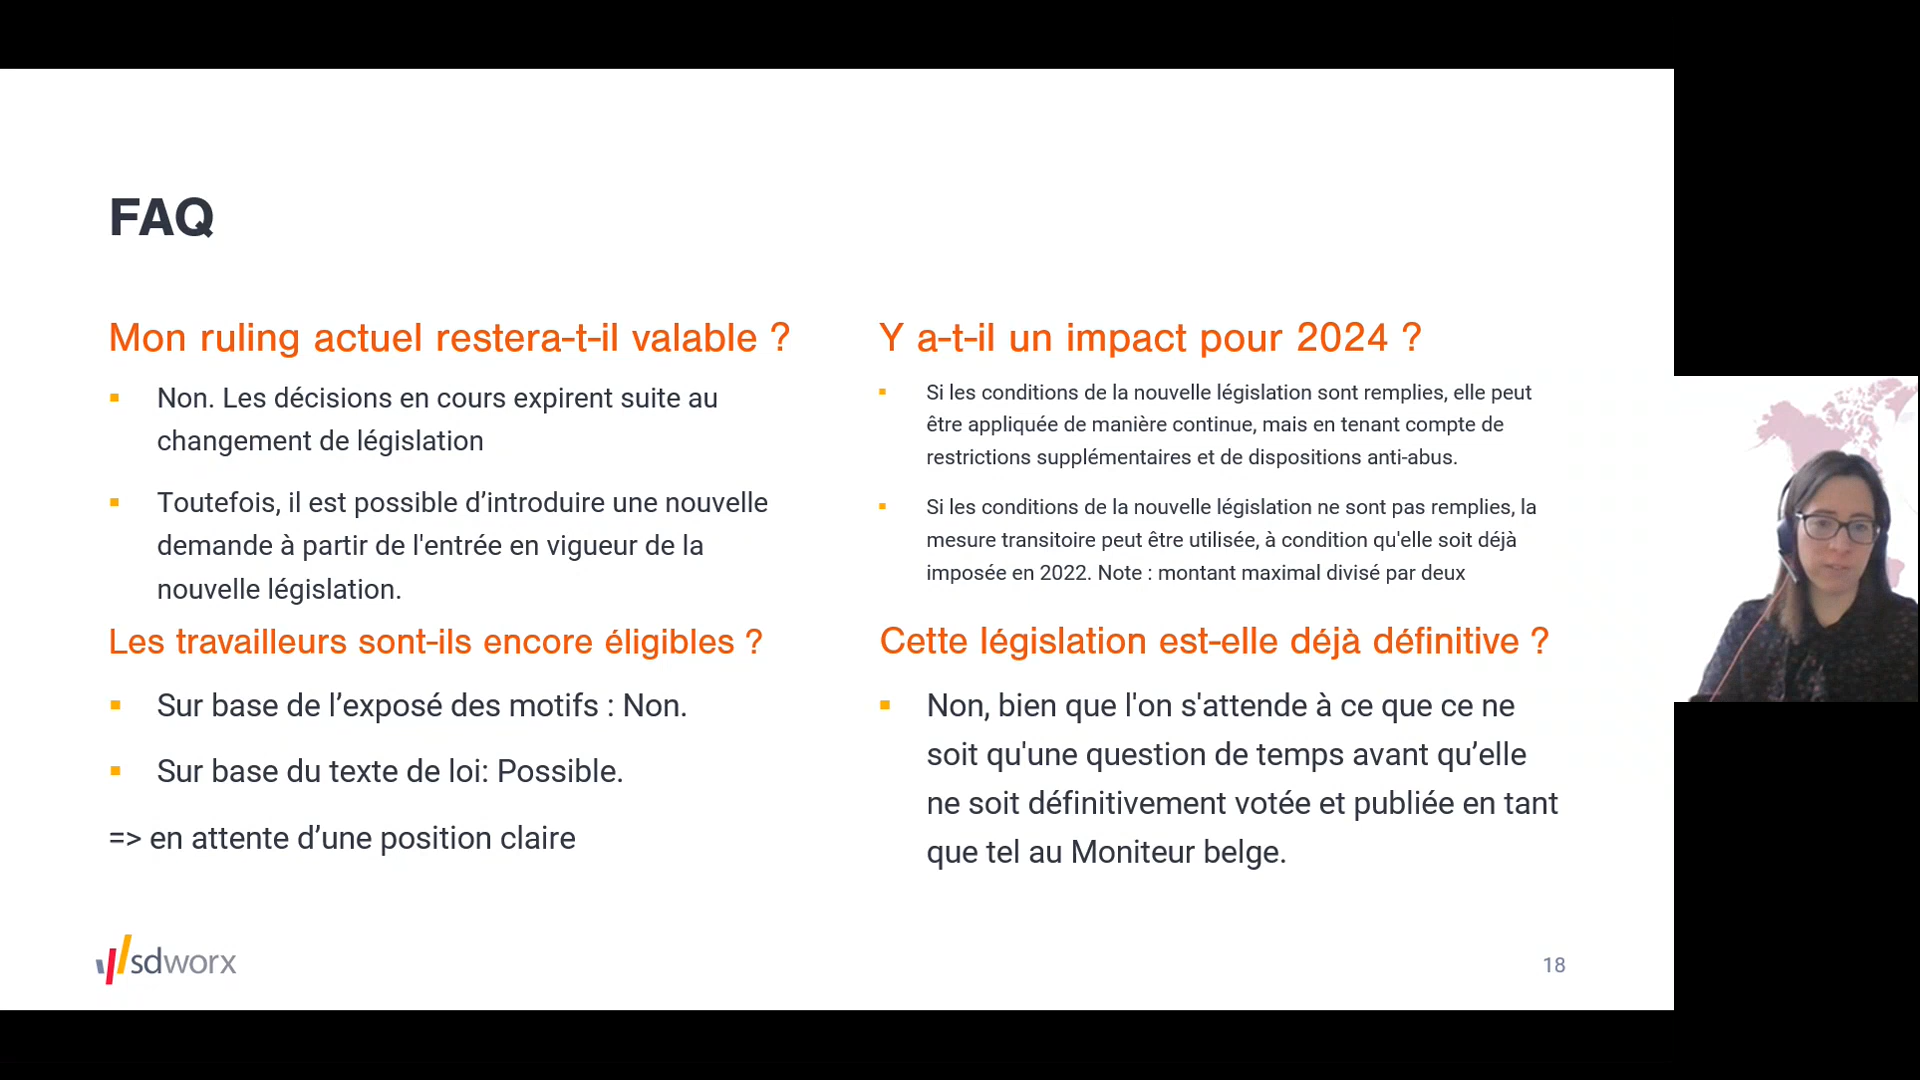 FAQ
Mon ruling actuel restera-t-il valable ?
Non. Les décisions en cours expirent suite au
changement de législation
Toutefois, il est possible d’introduire une nouvelle
demande à partir de l'entrée en vigueur de la
nouvelle législation.
Les travailleurs sont-ils encore éligibles ?
Sur base de l’exposé des motifs : Non.
Sur base du texte de loi: Possible.
=> en attente d’une position claire
Y a-t-il un impact pour 2024 ?
Si les conditions de la nouvelle législation sont remplies, elle peut
être appliquée de manière continue, mais en tenant compte de
restrictions supplémentaires et de dispositions anti-abus.
Si les conditions de la nouvelle législation ne sont pas remplies, la
mesure transitoire peut être utilisée, à condition qu'elle soit déjà
imposée en 2022. Note : montant maximal divisé par deux
Cette législation est-elle déjà définitive ?
Non, bien que l'on s'attende à ce que ce ne
soit qu'une question de temps avant qu’elle
ne soit définitivement votée et publiée en tant
que tel au Moniteur belge.
sdworx
18